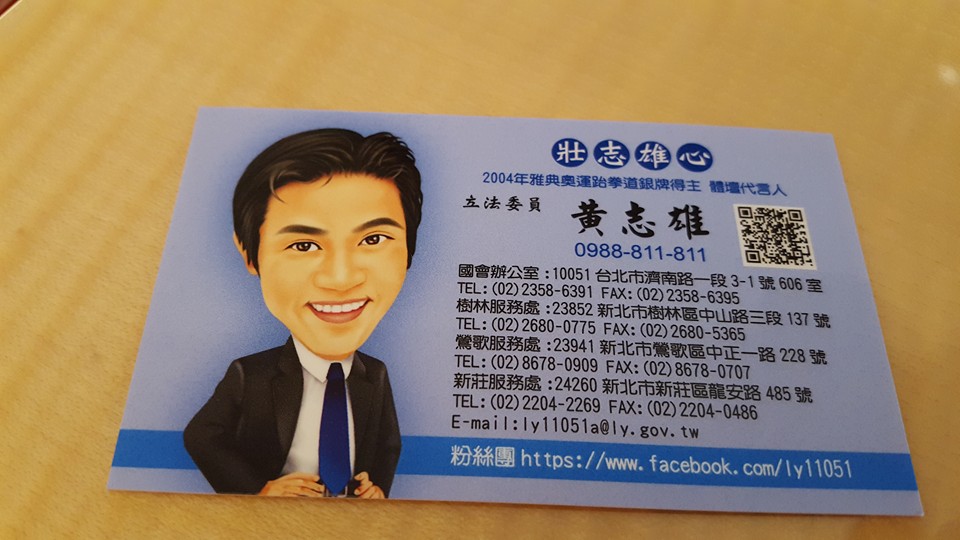 壯志雄心
2004年雅典奧運跆拳道銀牌得主 體壇代言人
立法委員 黃志雄
0988-811-811
國會辦公室：10051 台北市濟南路一段 3-1 號 606 室
TEL:(02)2358-6391 FAX:(02)2358-6395
樹林服務處：23852 新北市樹林區中山路三段 137 號
TEL:(02)2680-0775 FAX:(02)2680-5365
鶯歌服務處：23941 新北市鶯歌區中正一路 228 號
TEL:(02)8678-0909 FAX:(02)8678-0707
新莊服務處：24260 新北市新莊區龍安路 485 號
TEL:(02)2204-2269 FAX:(02)2204-0486
E-mail:ly11051a@ly.gov.tw
粉絲團 https://www.facebook.com/ly11051